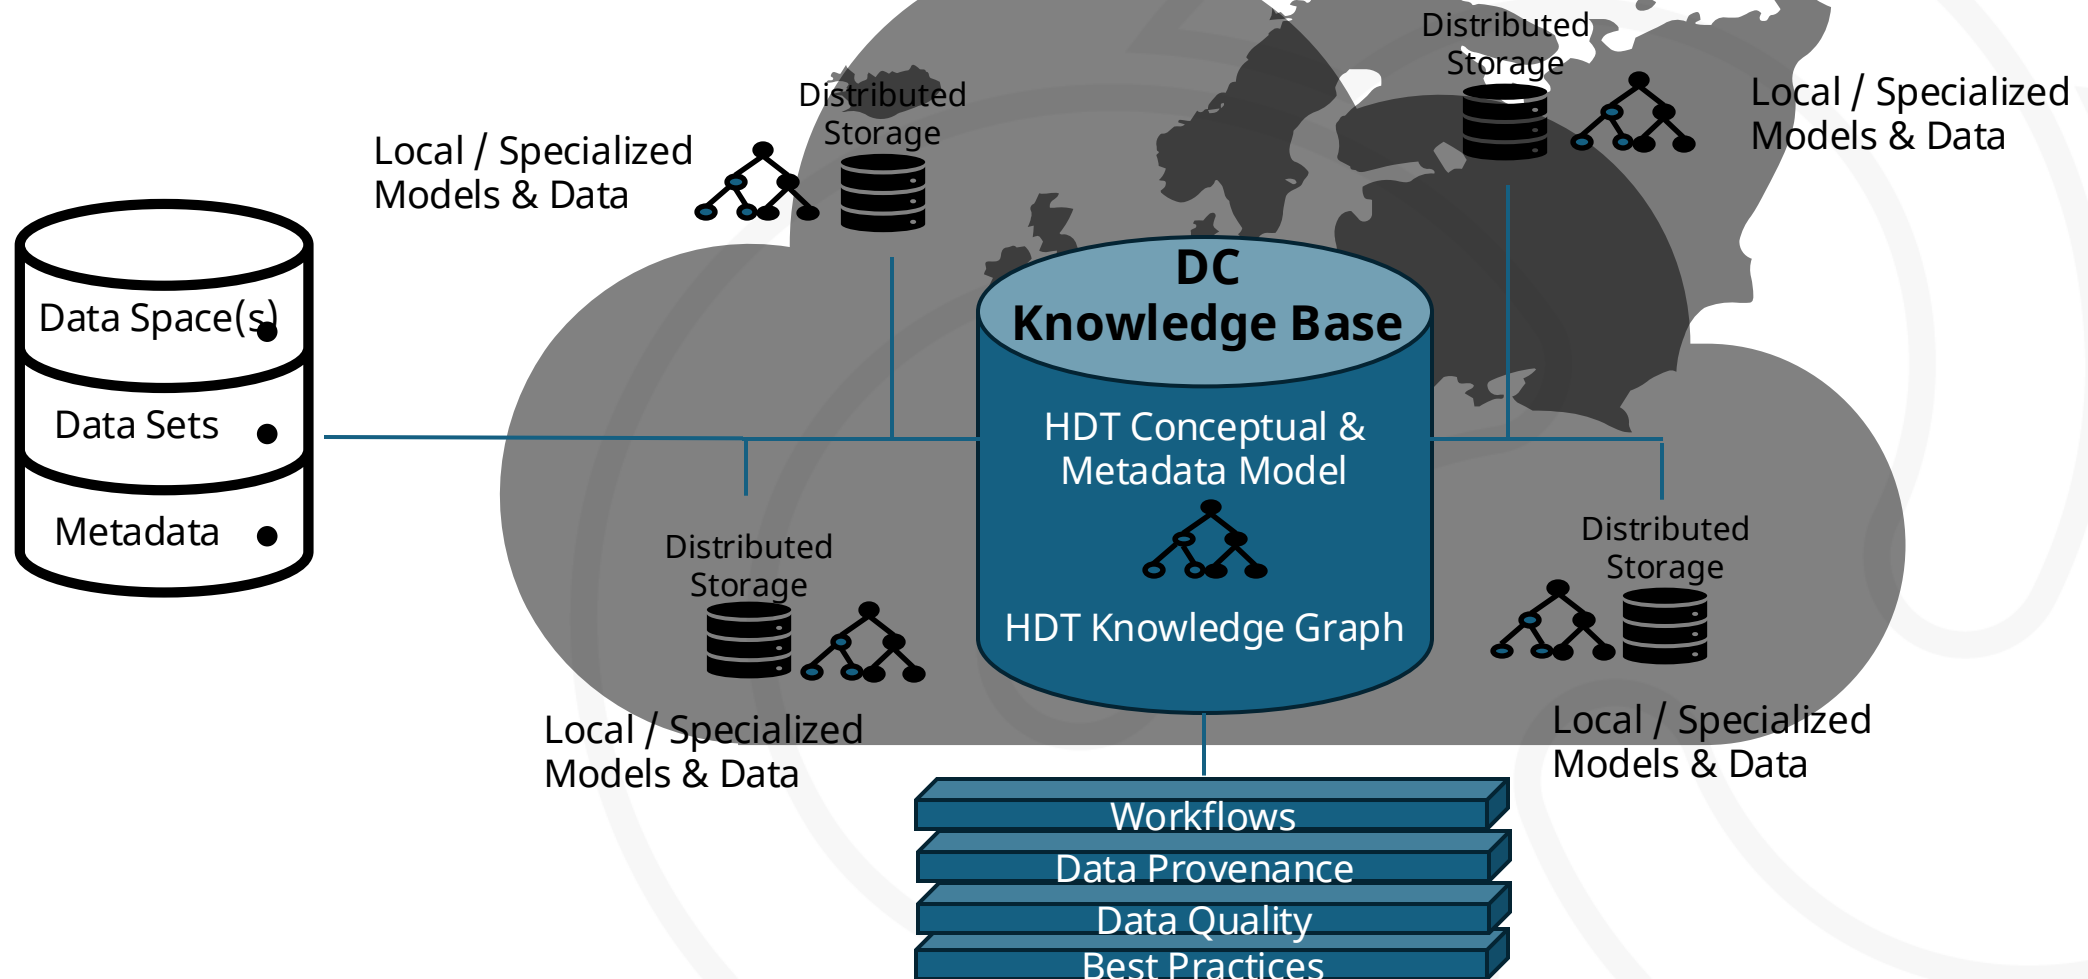 Distributed
Storage
Local / Specialized
Models & Data
Distributed
Storage
Local / Specialized
Models & Data
DC
Knowledge Base
Data Space(s)
Data Sets
Metadata
HDT Conceptual &
Metadata Model
HDT Knowledge Graph
Distributed
Storage
Local / Specialized
Models & Data
Distributed
Storage
Local / Specialized
Models & Data
Workflows
Data Provenance
Data Quality
Best Practices